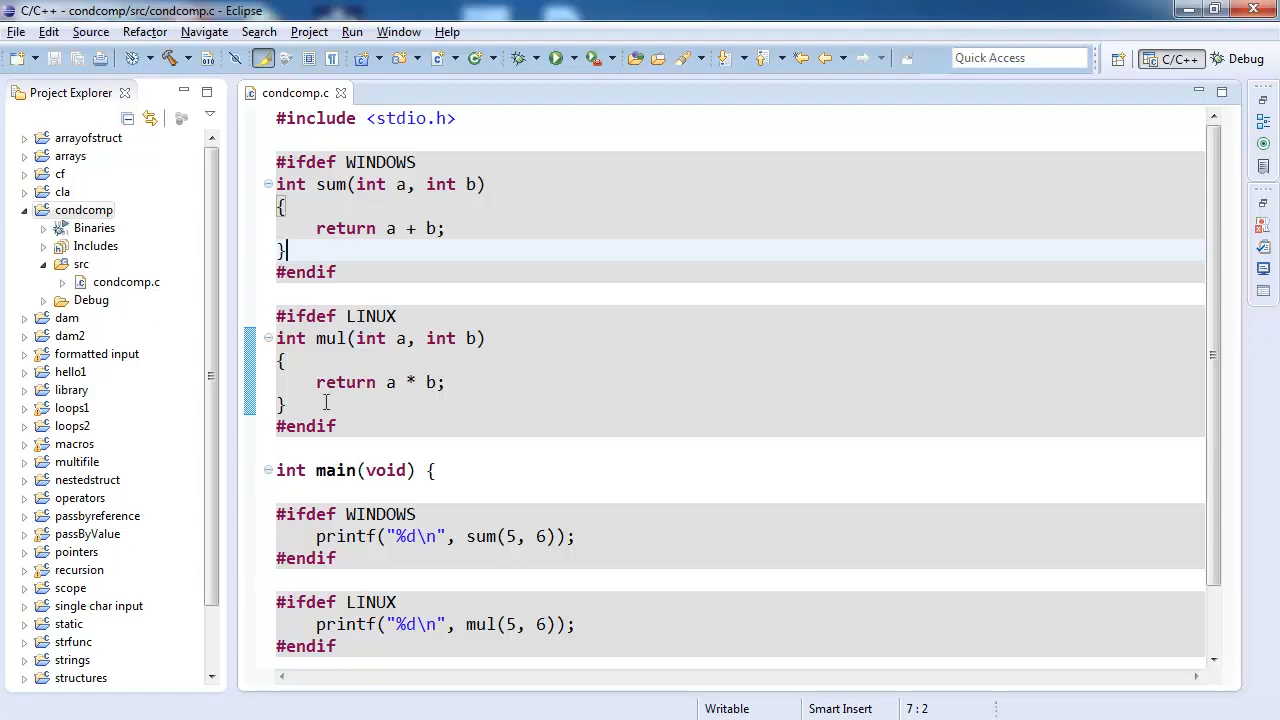 C/C++ - condcomp/src/condcomp.c - Eclipse
File Edit Source Refactor Navigate Search Project Run Window Help
Quick Access
C/C++
Debug
Project Explorer
condcomp.c
arrayofstruct
arrays
cf
cla
condcomp
Binaries
Includes
src
condcomp.c
Debug
dam
dam2
formatted input
hello1
library
loops1
loops2
macros
multifile
nestedstruct
operators
passbyreference
passByValue
pointers
recursion
scope
single char input
static
strfunc
strings
structures
#include <stdio.h>
#ifdef WINDOWS
int sum(int a, int b)
{
return a + b;
}
#endif
#ifdef LINUX
int mul(int a, int b)
{
return a * b;
}
#endif
int main(void) {
#ifdef WINDOWS
printf("%d\n", sum(5, 6));
#endif
#ifdef LINUX
printf("%d\n", mul(5, 6));
#endif
Writable
Smart Insert
7 : 2